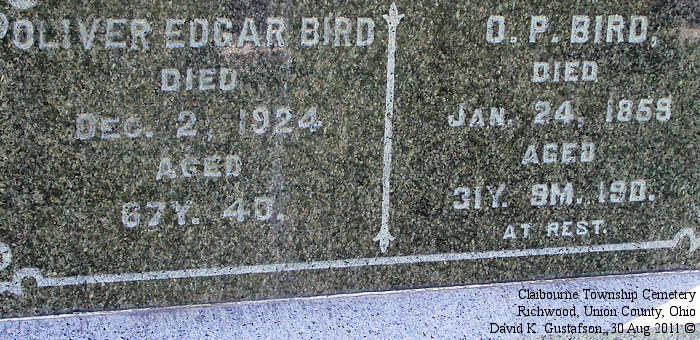 OLIVER EDGAR BIRD
DIED
DEC. 2, 1924
AGED
67Y. 4D.
O. P. BIRD,
DIED
JAN. 24, 1858
AGED
31Y. 9M. 19D.
AT REST.
Claibourne Township Cemetery
Richwood, Union County, Ohio
David K. Gustafson, 30 Aug 2011 ©